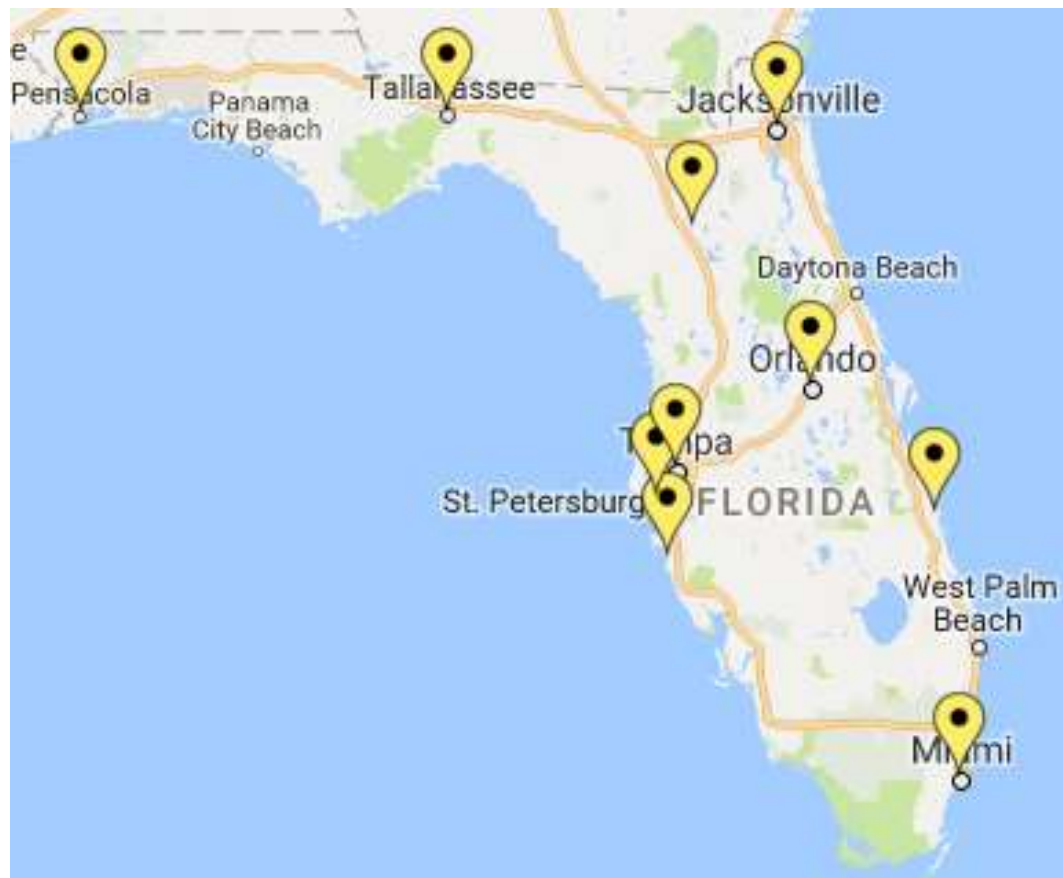 e
Pensacola
Tallahassee
Jacksonville
Panama
City Beach
Daytona Beach
Orlando
Tampa
St. Petersburg
FLORIDA
West Palm
Beach
Miami